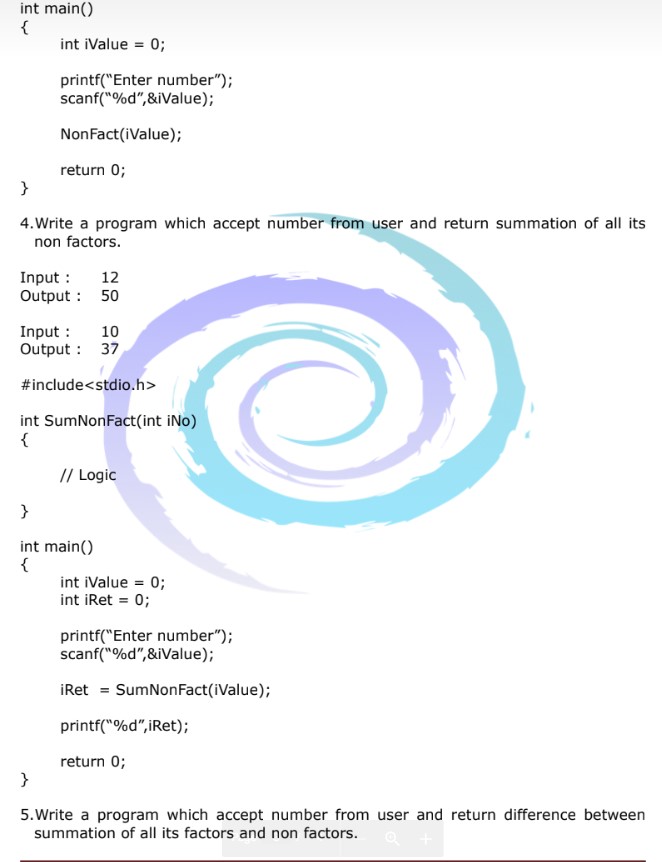 int main()
{
int iValue = 0;
printf(“Enter number”);
scanf(“%d”,&iValue);
NonFact(iValue);
return 0;
}
4.Write a program which accept number from user and return summation of all its
non factors.
Input : 12
Output : 50
Input : 10
Output : 37
#include<stdio.h>
int SumNonFact(int iNo)
{
// Logic
}
int main()
{
int iValue = 0;
int iRet = 0;
printf(“Enter number”);
scanf(“%d”,&iValue);
iRet = SumNonFact(iValue);
printf(“%d”,iRet);
return 0;
}
5.Write a program which accept number from user and return difference between
summation of all its factors and non factors.